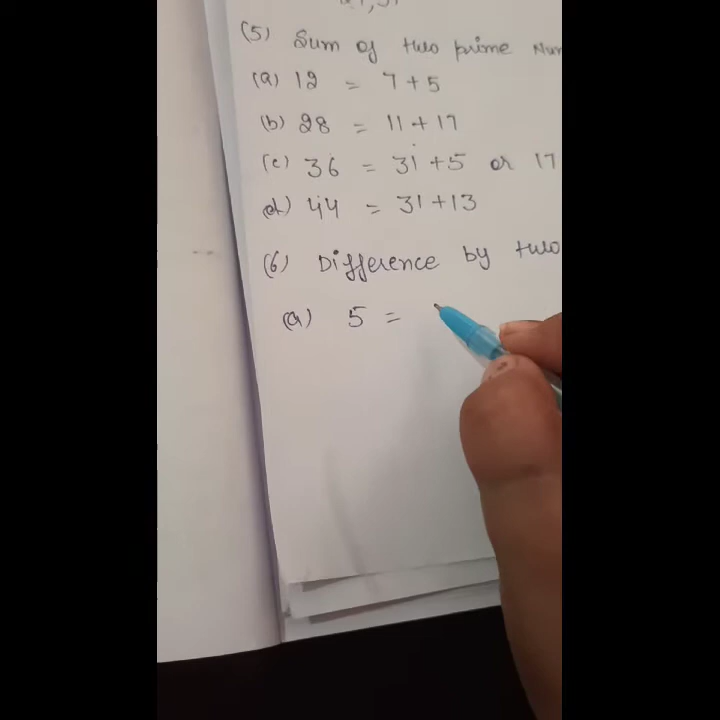 (5) Sum of two prime Num
(a) 12 = 7+5
(b) 28 = 11+17
(c) 36 = 31+5 or 17
(d) 44 = 31+13
(6) Difference by two
(a) 5 =